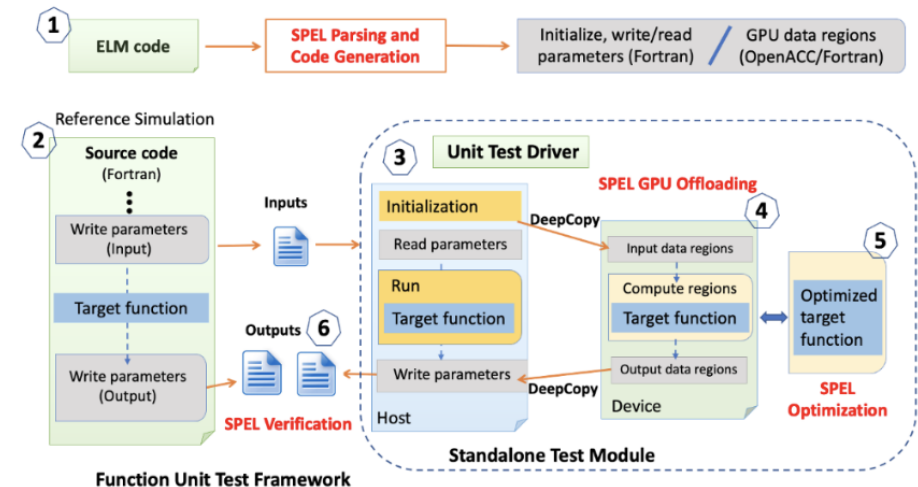 1
ELM code
SPEL Parsing and
Code Generation
Initialize, write/read
parameters (Fortran)
/
GPU data regions
(OpenACC/Fortran)
Reference Simulation
2
Source code
(Fortran)
Write parameters
(Input)
Target function
Write parameters
(Output)
Inputs
Outputs
6
SPEL Verification
3
Unit Test Driver
Initialization
Read parameters
Run
Target function
Write parameters
Host
DeepCopy
DeepCopy
SPEL GPU Offloading
4
Input data regions
Compute regions
Target function
Output data regions
Device
5
Optimized
target
function
SPEL
Optimization
Standalone Test Module
Function Unit Test Framework